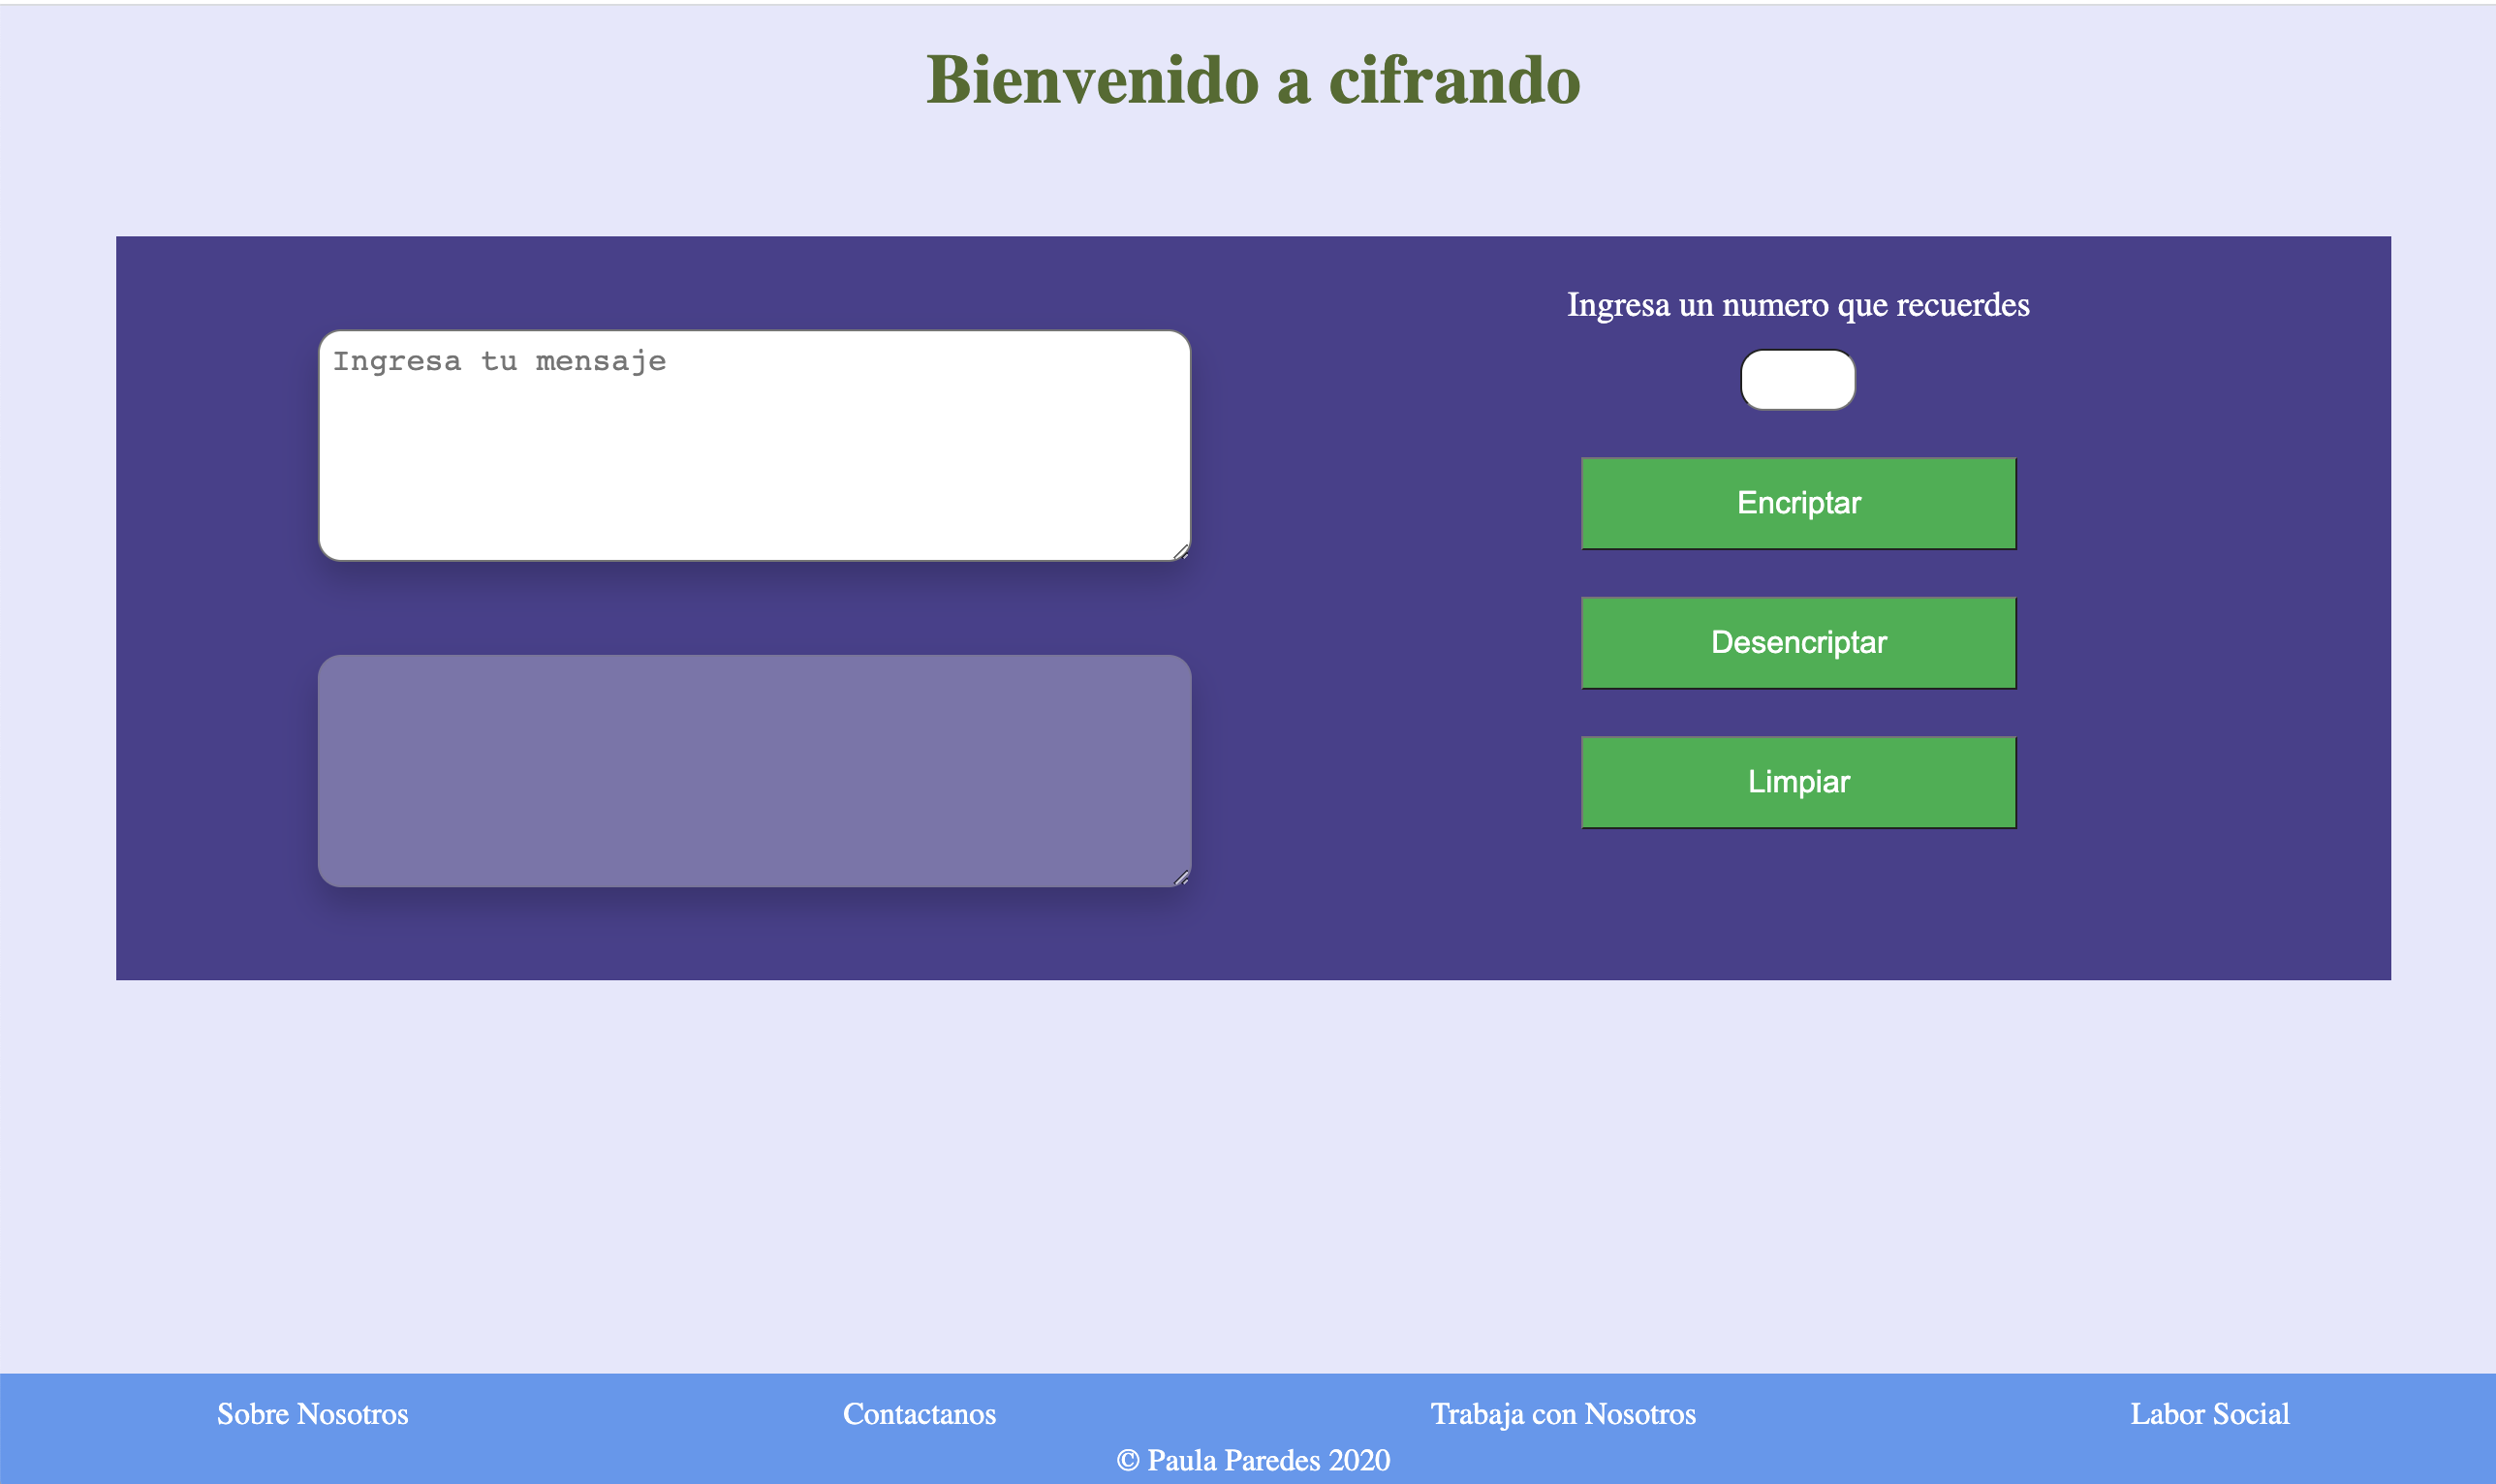 Bienvenido a cifrando
Ingresa tu mensaje
Ingresa un numero que recuerdes
Encriptar
Desencriptar
Limpiar
Sobre Nosotros
Contactanos
Trabaja con Nosotros
Labor Social
© Paula Paredes 2020